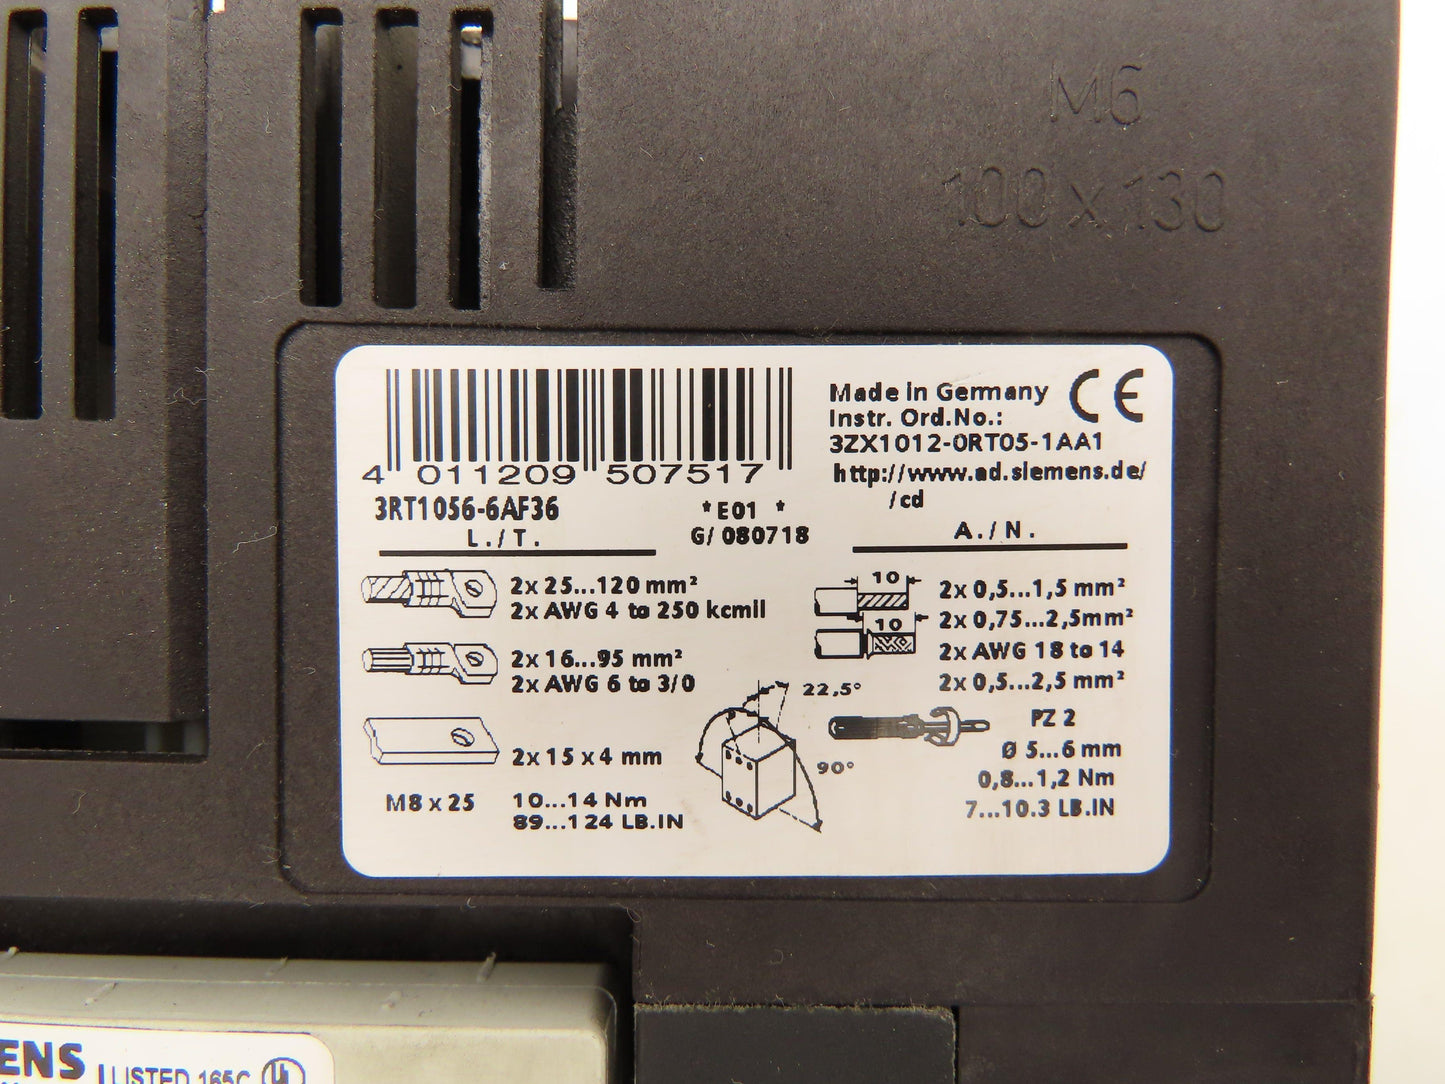 M6
100 x 130
Made in Germany CE
Instr. Ord.No.:
3ZX1012-0RT05-1AA1
http://www.ad.siemens.de/
/cd
4 011209 507517
3RT1056-6AF36 *E01 *
G/ 080718
L./T.
A./N.
2x 25...120 mm²
2x AWG 4 to 250 kcmil
2x 16...95 mm²
2x AWG 6 to 3/0
2x 15 x 4 mm
M8 x 25 10...14 Nm
89...124 LB.IN
22,5°
90°
10
10
2x 0,5...1,5 mm²
2x 0,75...2,5mm²
2x AWG 18 to 14
2x 0,5...2,5 mm²
PZ 2
Ø 5...6 mm
0,8...1,2 Nm
7...10.3 LB.IN
ENS
LISTED 165C UL